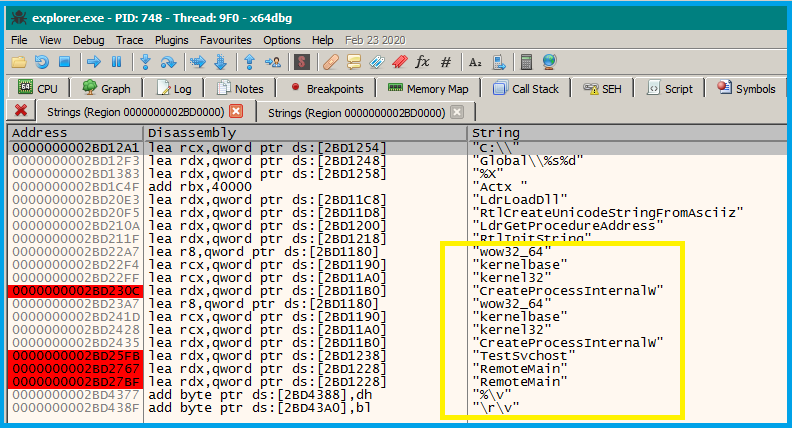 explorer.exe - PID: 748 - Thread: 9F0 - x64dbg
File View Debug Trace Plugins Favourites Options Help Feb 23 2020
CPU Graph Log Notes Breakpoints Memory Map Call Stack SEH Script Symbols
Strings (Region 0000000002BD0000) Strings (Region 0000000002BD0000)
Address Disassembly String
0000000002BD12A1 lea rcx,qword ptr ds:[2BD1254] "C:\\"
0000000002BD12F3 lea rdx,qword ptr ds:[2BD1248] "Global\\%s%d"
0000000002BD1383 lea rdx,qword ptr ds:[2BD1258] "%x"
0000000002BD1C4F add rbx,40000 "Actx "
0000000002BD20E3 lea rdx,qword ptr ds:[2BD11C8] "LdrLoadDll"
0000000002BD20F5 lea rdx,qword ptr ds:[2BD11D8] "RtlCreateUnicodeStringFromAsciiz"
0000000002BD210A lea rdx,qword ptr ds:[2BD1200] "LdrGetProcedureAddress"
0000000002BD211F lea rdx,qword ptr ds:[2BD1218] "RtlInitString"
0000000002BD22A7 lea r8,qword ptr ds:[2BD1180] "wow32_64"
0000000002BD22F4 lea rcx,qword ptr ds:[2BD1190] "kernelbase"
0000000002BD22FF lea rcx,qword ptr ds:[2BD11A0] "kernel32"
0000000002BD230C lea rdx,qword ptr ds:[2BD11B0] "CreateProcessInternalW"
0000000002BD23A7 lea r8,qword ptr ds:[2BD1180] "wow32_64"
0000000002BD241D lea rcx,qword ptr ds:[2BD1190] "kernelbase"
0000000002BD2428 lea rcx,qword ptr ds:[2BD11A0] "kernel32"
0000000002BD2435 lea rdx,qword ptr ds:[2BD11B0] "CreateProcessInternalW"
0000000002BD25FB lea rdx,qword ptr ds:[2BD1238] "TestSvchost"
0000000002BD2767 lea rdx,qword ptr ds:[2BD1228] "RemoteMain"
0000000002BD27BF lea rdx,qword ptr ds:[2BD1228] "RemoteMain"
0000000002BD4377 add byte ptr ds:[2BD4388],dh "%\v"
0000000002BD438F add byte ptr ds:[2BD43A0],bl "\r\v"